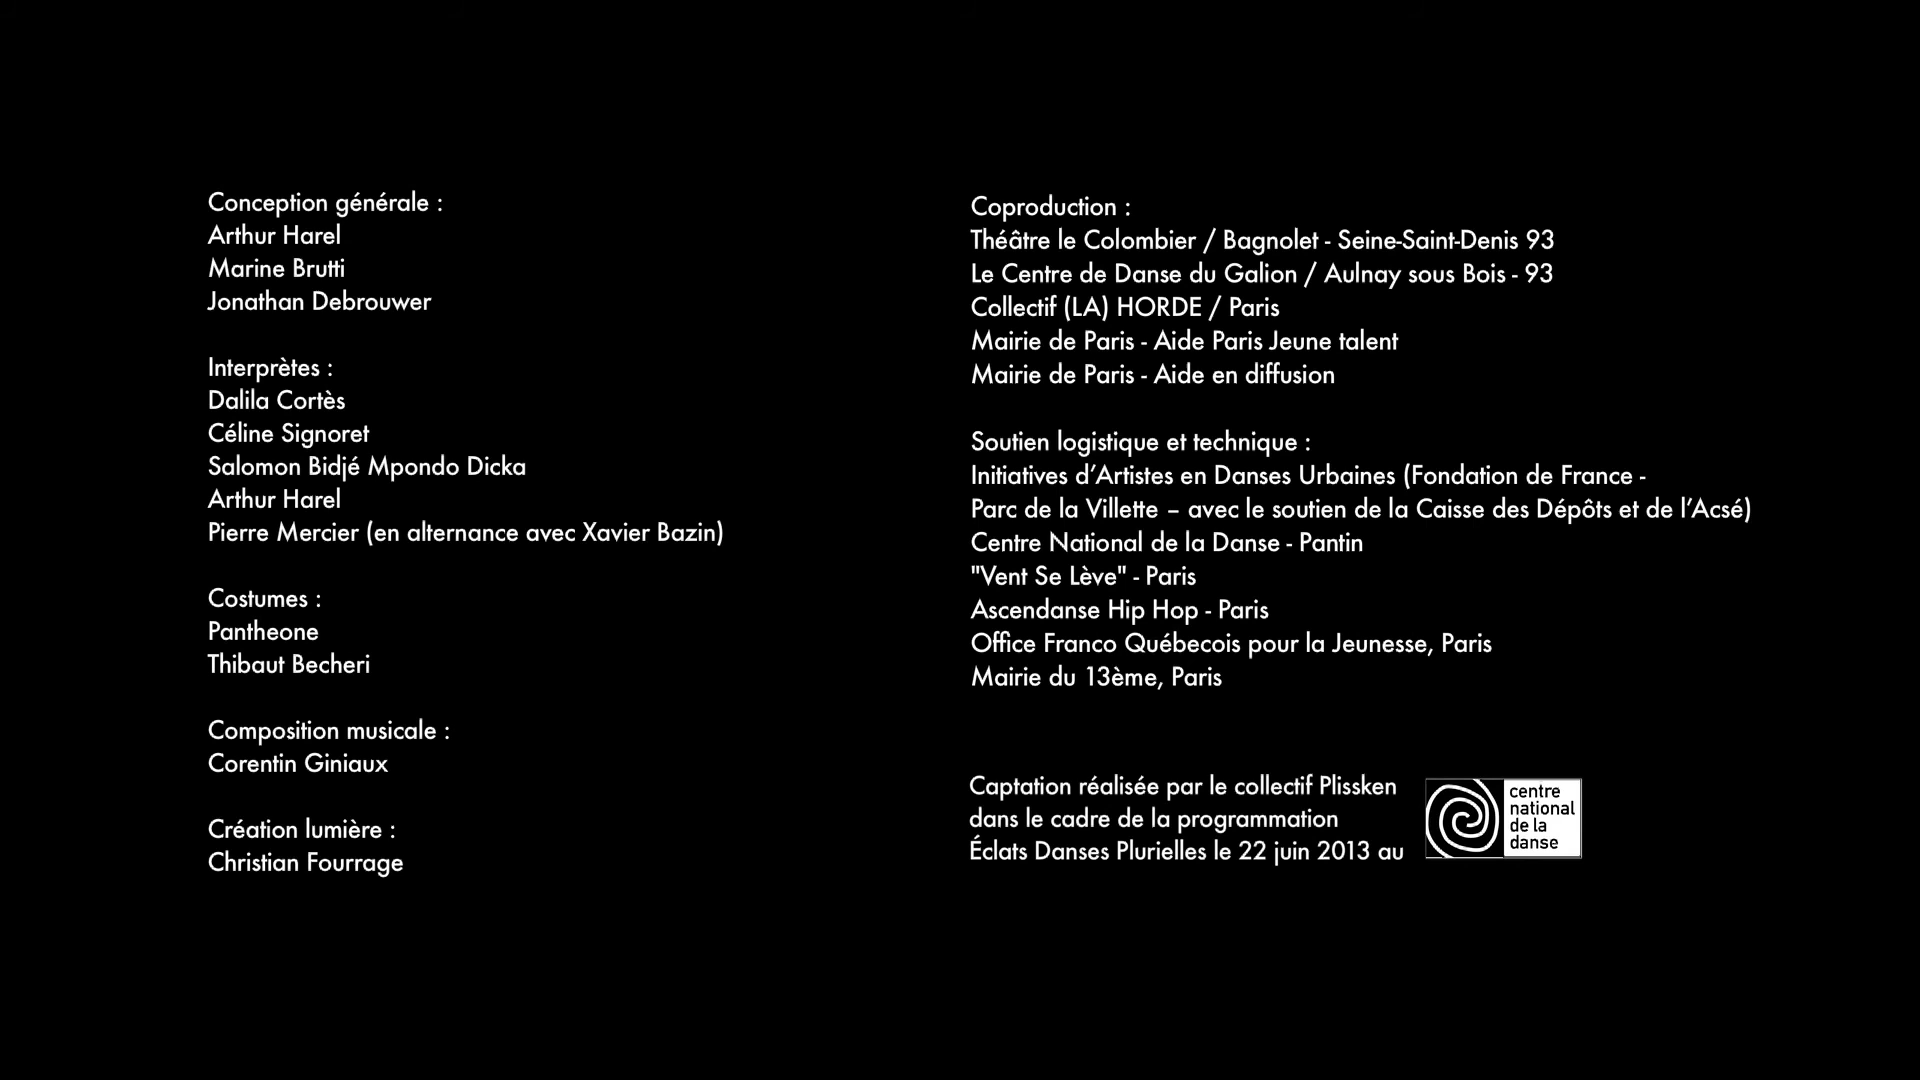 Conception générale :
Arthur Harel
Marine Brutti
Jonathan Debrouwer
Interprètes :
Dalila Cortès
Céline Signoret
Salomon Bidjé Mpondo Dicka
Arthur Harel
Pierre Mercier (en alternance avec Xavier Bazin)
Costumes :
Pantheone
Thibaut Becheri
Composition musicale :
Corentin Giniaux
Création lumière :
Christian Fourrage
Coproduction :
Théâtre le Colombier / Bagnolet - Seine-Saint-Denis 93
Le Centre de Danse du Galion / Aulnay sous Bois - 93
Collectif (LA) HORDE / Paris
Mairie de Paris - Aide Paris Jeune talent
Mairie de Paris - Aide en diffusion
Soutien logistique et technique :
Initiatives d’Artistes en Danses Urbaines (Fondation de France -
Parc de la Villette – avec le soutien de la Caisse des Dépôts et de l’Acsé)
Centre National de la Danse - Pantin
"Vent Se Lève" - Paris
Ascendanse Hip Hop - Paris
Office Franco Québecois pour la Jeunesse, Paris
Mairie du 13ème, Paris
Captation réalisée par le collectif Plissken
dans le cadre de la programmation
Éclats Danses Plurielles le 22 juin 2013 au
centre
national
de la
danse